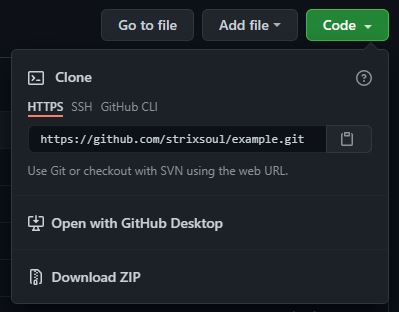 Go to file Add file Code
Clone
HTTPS SSH GitHub CLI
https://github.com/strixsoul/example.git
Use Git or checkout with SVN using the web URL.
Open with GitHub Desktop
Download ZIP